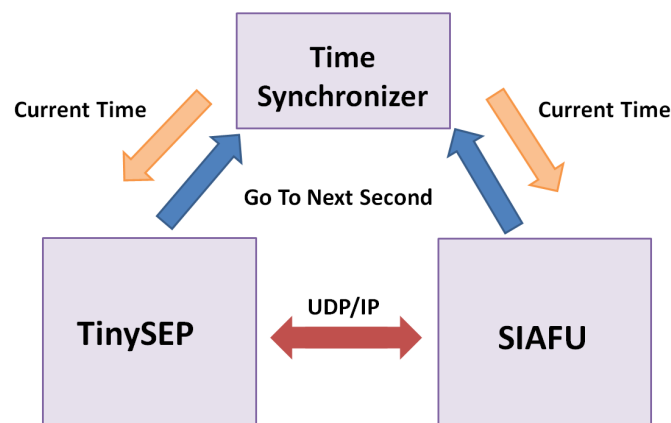 Time
Synchronizer
Current Time
Current Time
Go To Next Second
UDP/IP
TinySEP
SIAFU